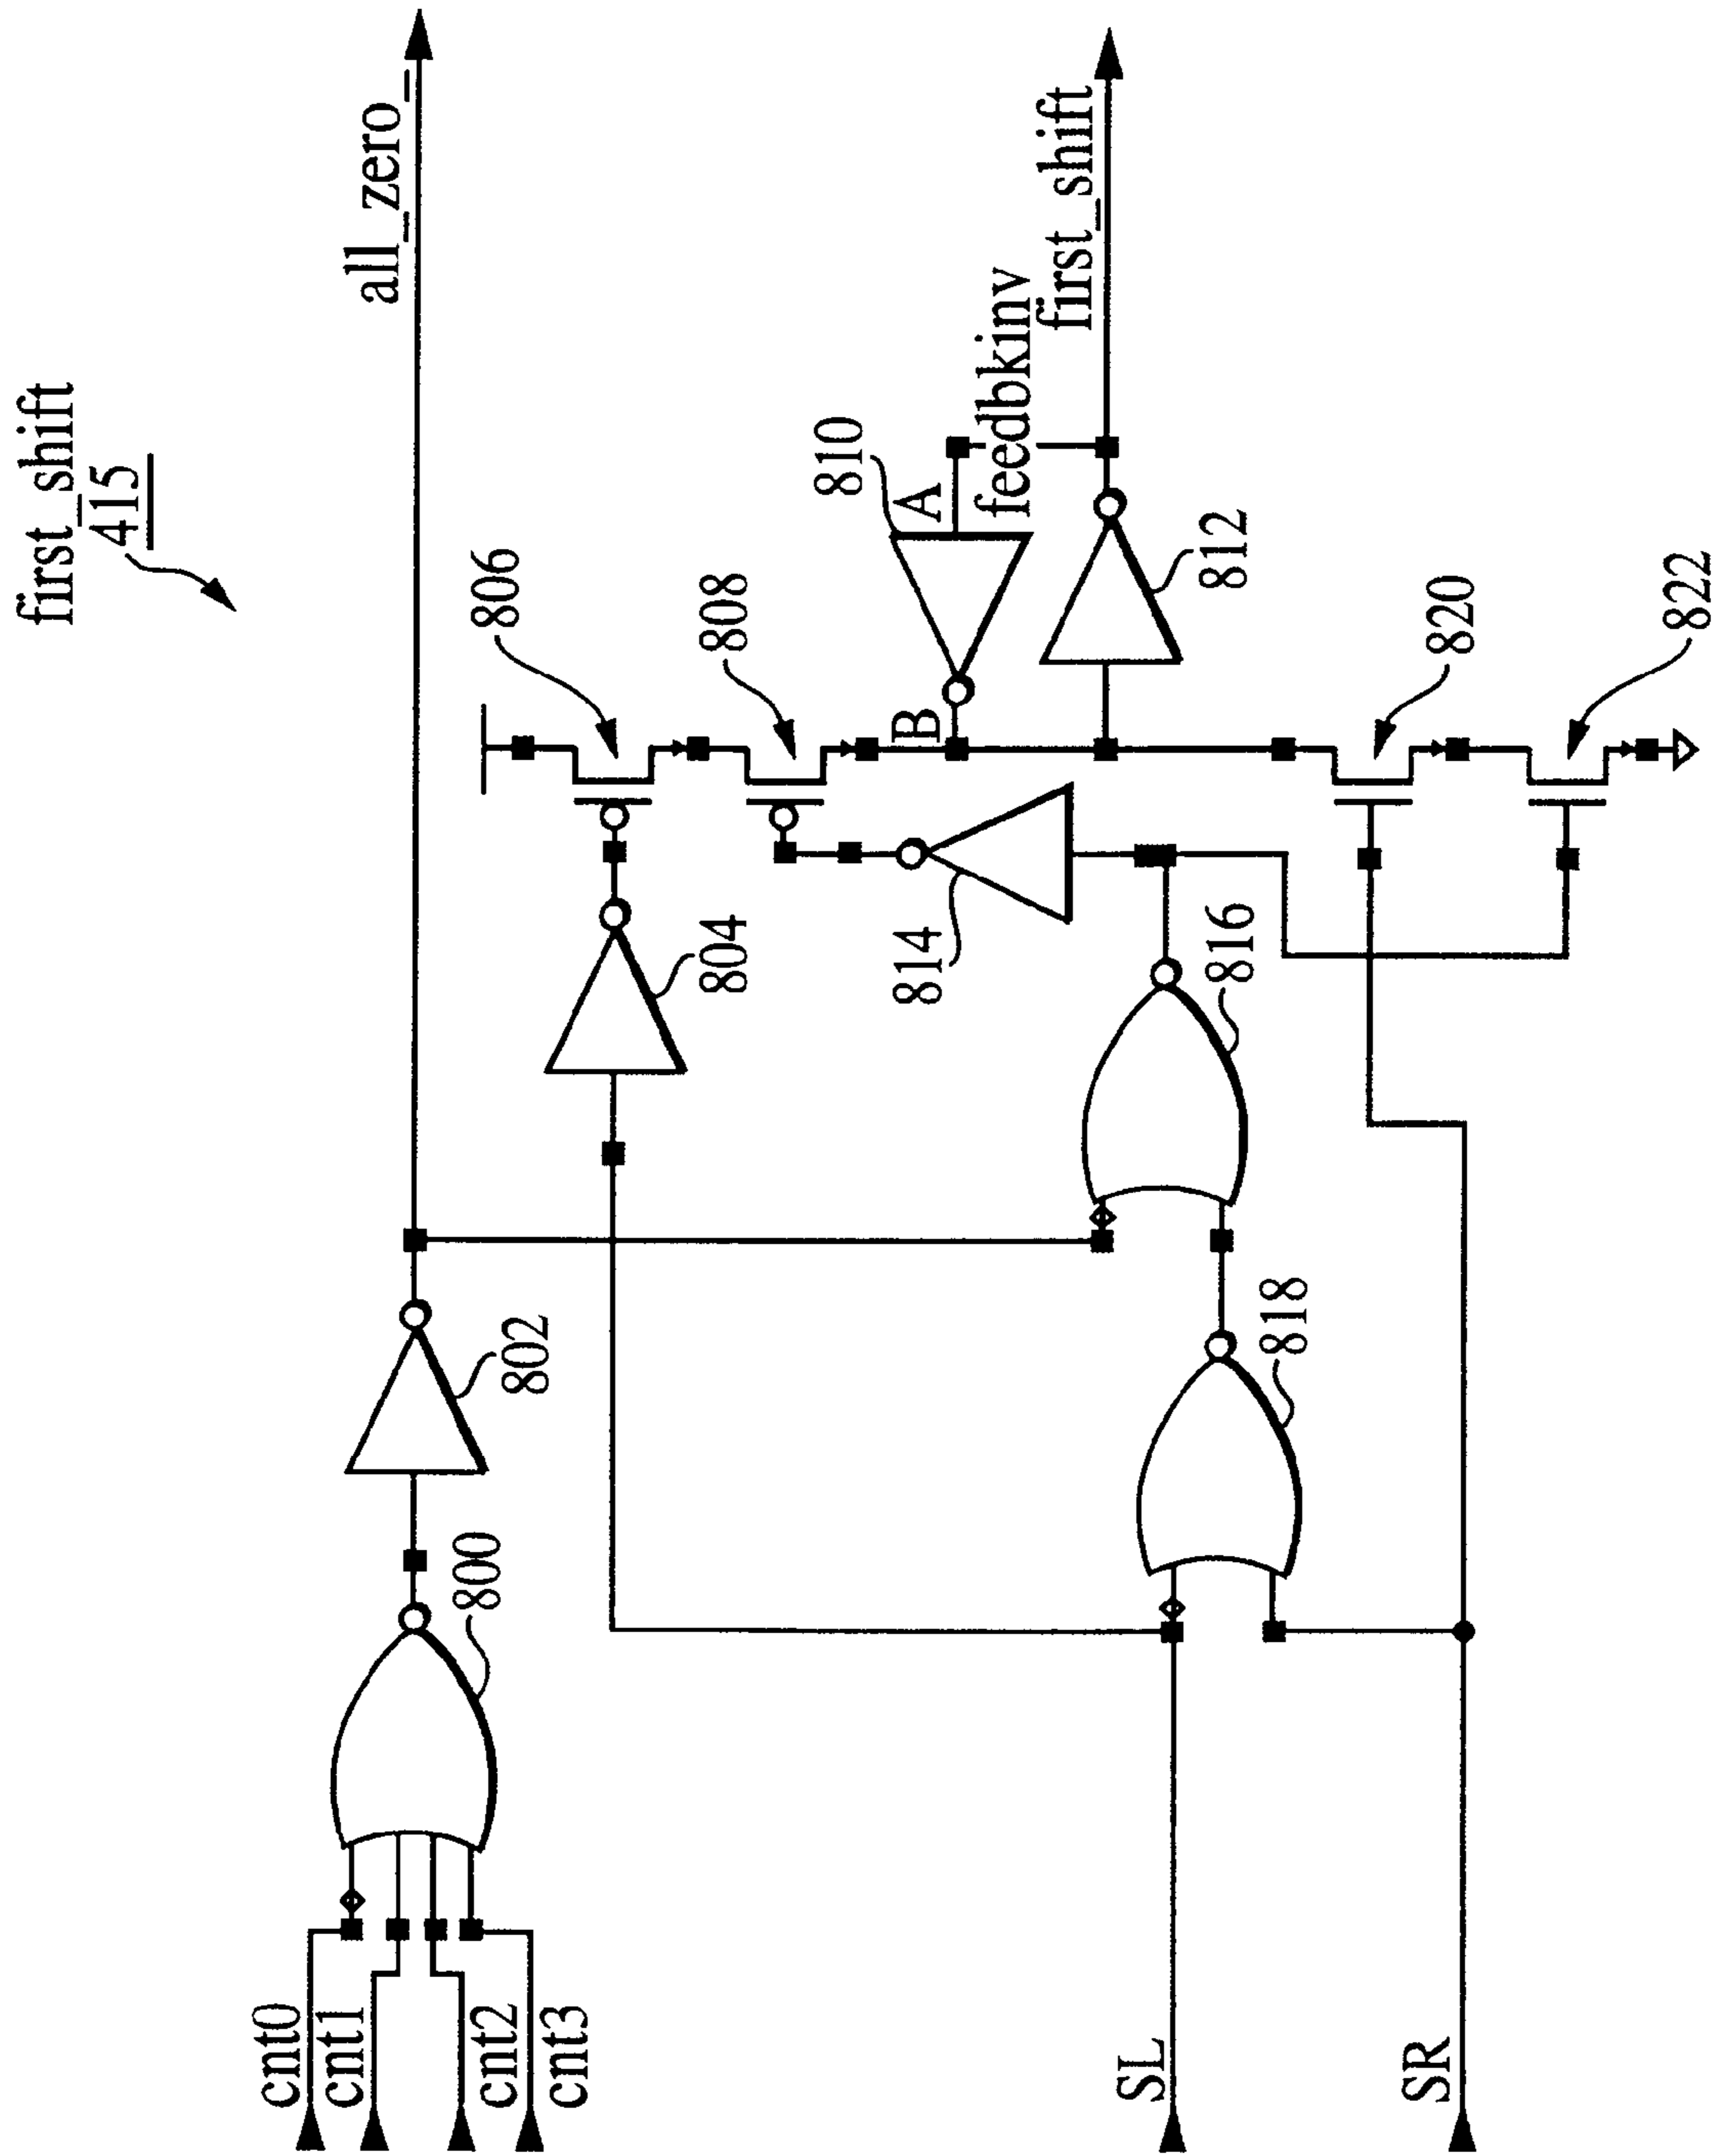 first_shift
415
all_zero_
806
808
810
A
B
feedbkinv
first_shift
812
804
814
816
820
822
802
800
818
cnt0
cnt1
cnt2
cnt3
SL
SR